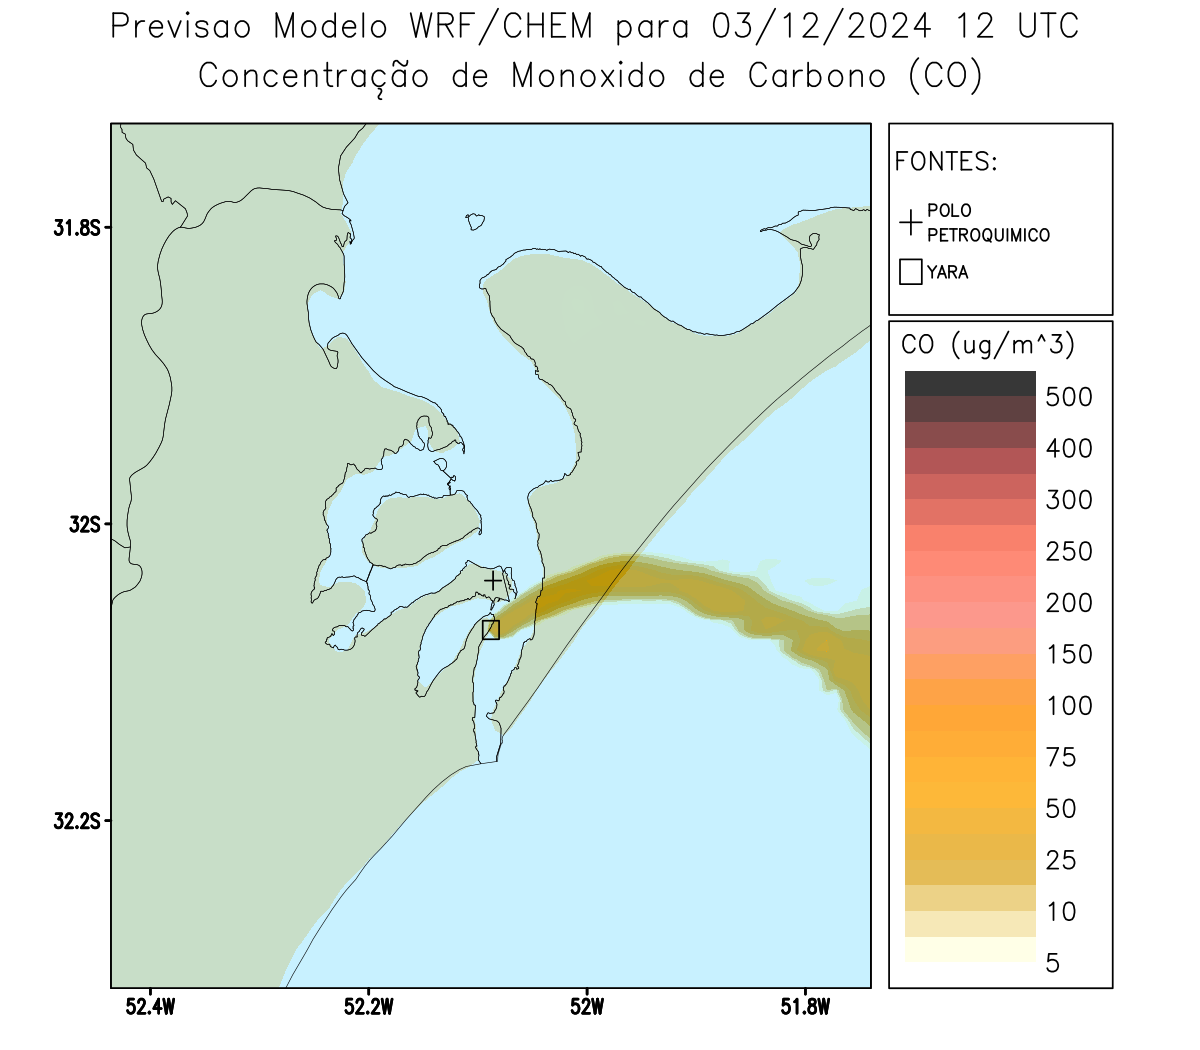 Previsao Modelo WRF/CHEM para 03/12/2024 12 UTC
Concentração de Monoxido de Carbono (CO)
FONTES:
POLO
PETROQUIMICO
YARA
CO (ug/m^3)
500
400
300
250
200
150
100
75
50
25
10
5
31.8S
32S
32.2S
52.4W
52.2W
52W
51.8W